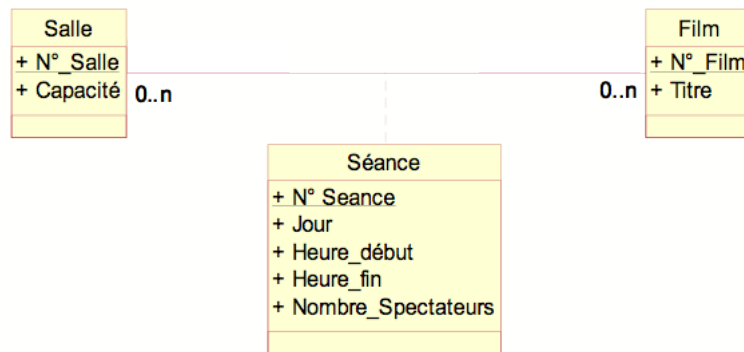 Salle
+ N°_Salle
+ Capacité
0..n
0..n
Film
+ N°_Film
+ Titre
Séance
+ N° Seance
+ Jour
+ Heure_début
+ Heure_fin
+ Nombre_Spectateurs